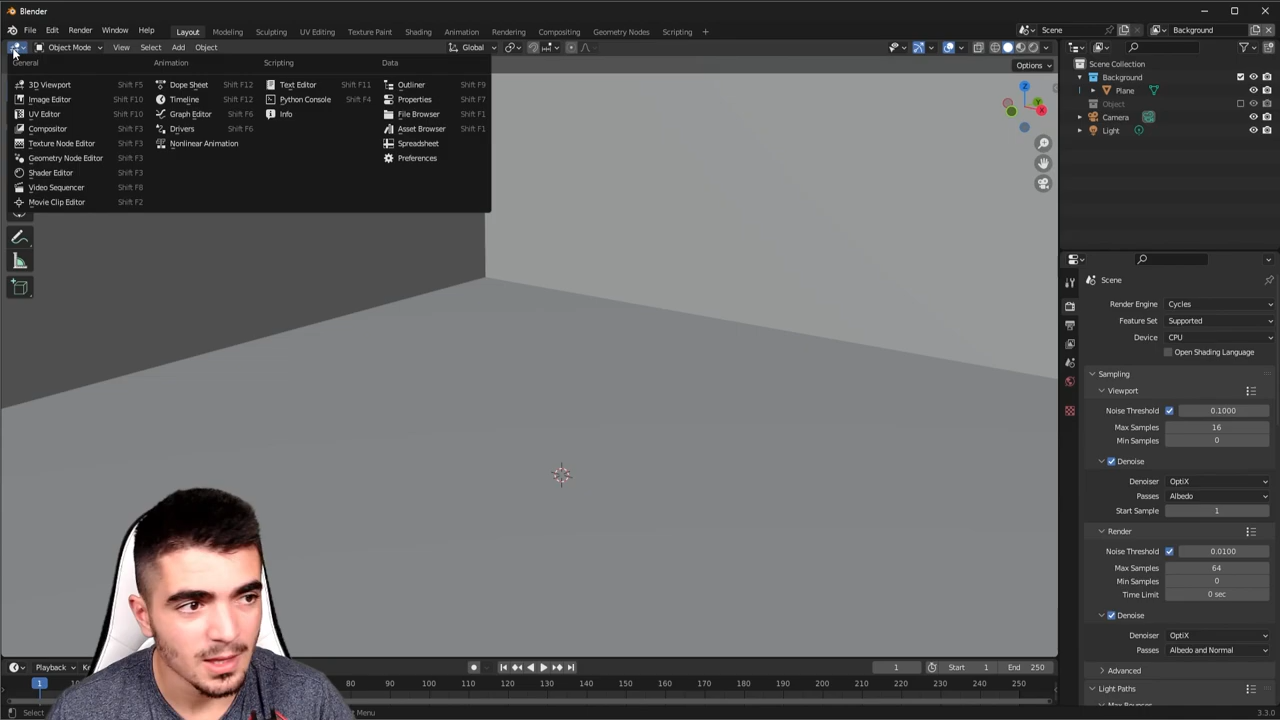 Blender
File Edit Render Window Help Layout Modeling Sculpting UV Editing Texture Paint Shading Animation Rendering Compositing Geometry Nodes Scripting + Scene Background
Object Mode View Select Add Object Global
Options
General Animation Scripting Data
3D Viewport Shift F5 Dope Sheet Shift F12 Text Editor Shift F11 Outliner Shift F9
Image Editor Shift F10 Timeline Shift F12 Python Console Shift F4 Properties Shift F7
UV Editor Shift F10 Graph Editor Shift F6 Info File Browser Shift F1
Compositor Shift F3 Drivers Shift F6 Asset Browser Shift F1
Texture Node Editor Shift F3 Nonlinear Animation Spreadsheet
Geometry Node Editor Shift F3 Preferences
Shader Editor Shift F3
Video Sequencer Shift F8
Movie Clip Editor Shift F2
Scene Collection
Background
Plane
Object
Camera
Light
Scene
Render Engine Cycles
Feature Set Supported
Device CPU
Open Shading Language
Sampling
Viewport
Noise Threshold 0.1000
Max Samples 16
Min Samples 0
Denoise
Denoiser OptiX
Passes Albedo
Start Sample 1
Render
Noise Threshold 0.0100
Max Samples 64
Min Samples 0
Time Limit 0 sec
Denoise
Denoiser OptiX
Passes Albedo and Normal
Advanced
Light Paths
Playback 1 Start 1 End 250
1 80 90 100 110 120 130 140 150 160 170 180 190 200 210 220 230 240 250
Select Menu 3.3.0